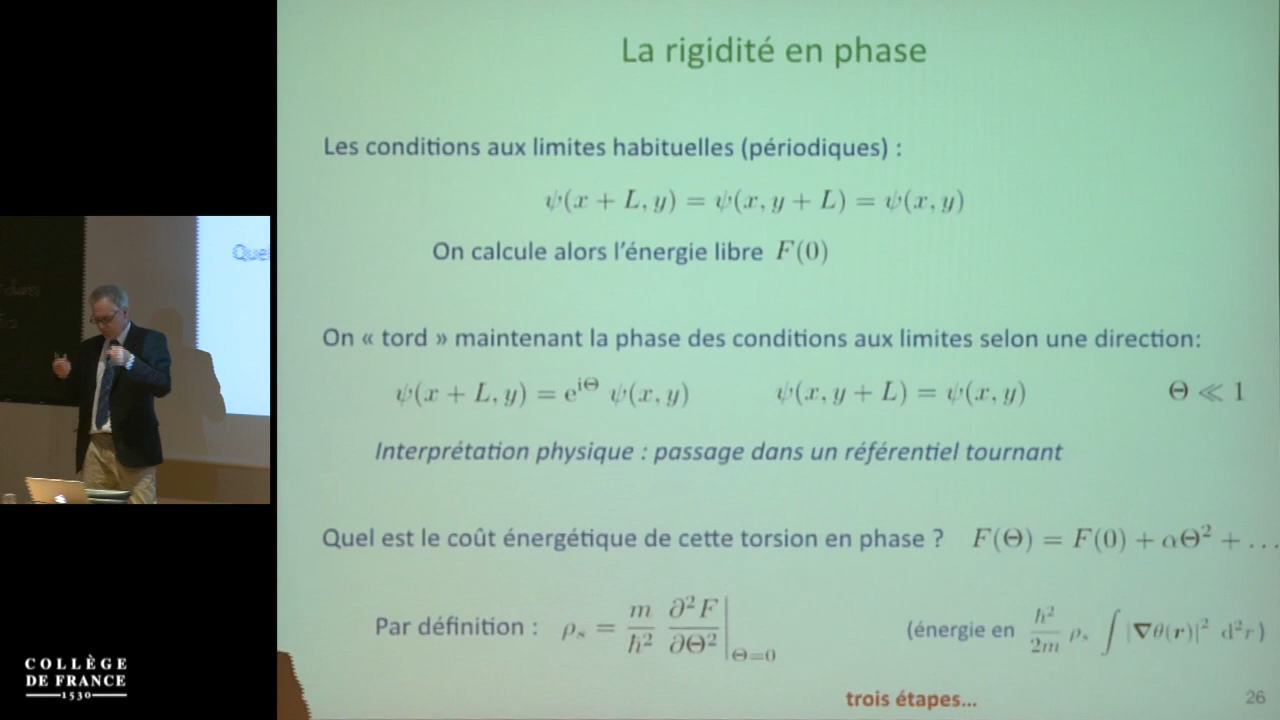 La rigidité en phase
Les conditions aux limites habituelles (périodiques) :
ψ(x + L, y) = ψ(x, y + L) = ψ(x, y)
On calcule alors l'énergie libre F(0)
On « tord » maintenant la phase des conditions aux limites selon une direction:
ψ(x + L, y) = e^{iΘ} ψ(x, y) ψ(x, y + L) = ψ(x, y) Θ ≪ 1
Interprétation physique : passage dans un référentiel tournant
Quel est le coût énergétique de cette torsion en phase ? F(Θ) = F(0) + αΘ² + ...
Par définition : ρ_s = m/ħ² ∂²F/∂Θ² |_{Θ=0} (énergie en ħ²/2m ρ_s ∫ |∇θ(r)|² d²r)
trois étapes...
26
Quel
COLLÈGE
DE FRANCE
1530